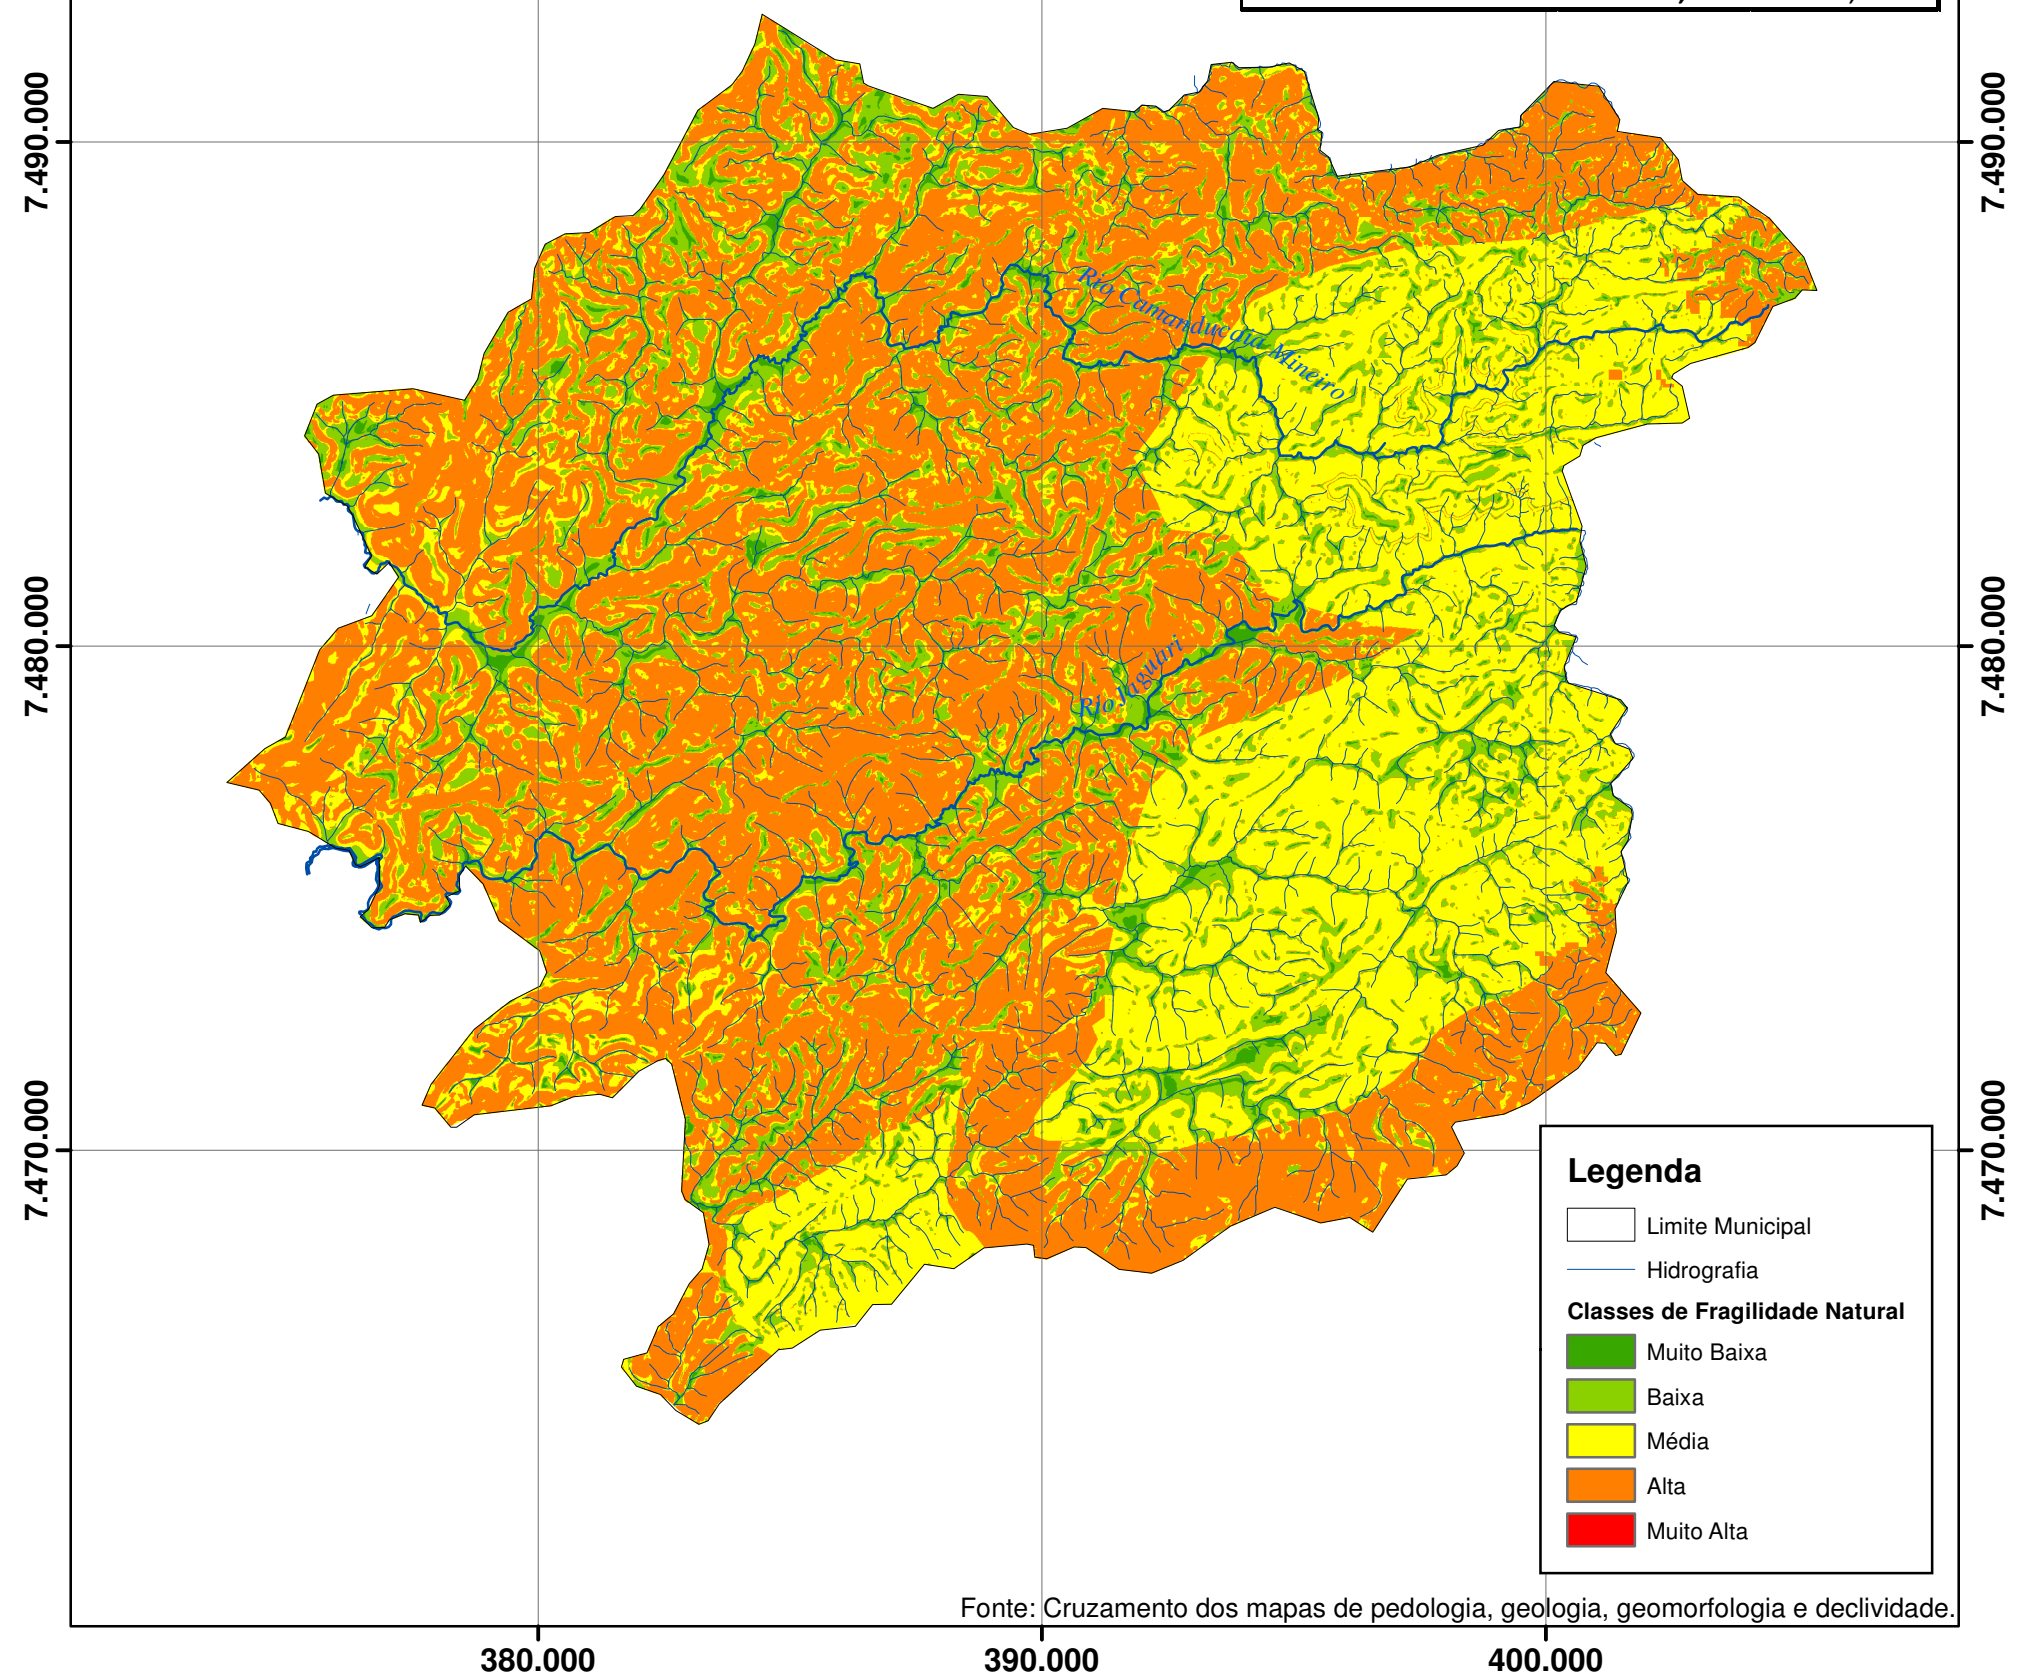 7.490.000
7.490.000
Rio Camanducaia Mineiro
7.480.000
7.480.000
Rio Jaguari
7.470.000
7.470.000
Legenda
Limite Municipal
Hidrografia
Classes de Fragilidade Natural
Muito Baixa
Baixa
Média
Alta
Muito Alta
Fonte: Cruzamento dos mapas de pedologia, geologia, geomorfologia e declividade.
380.000
390.000
400.000